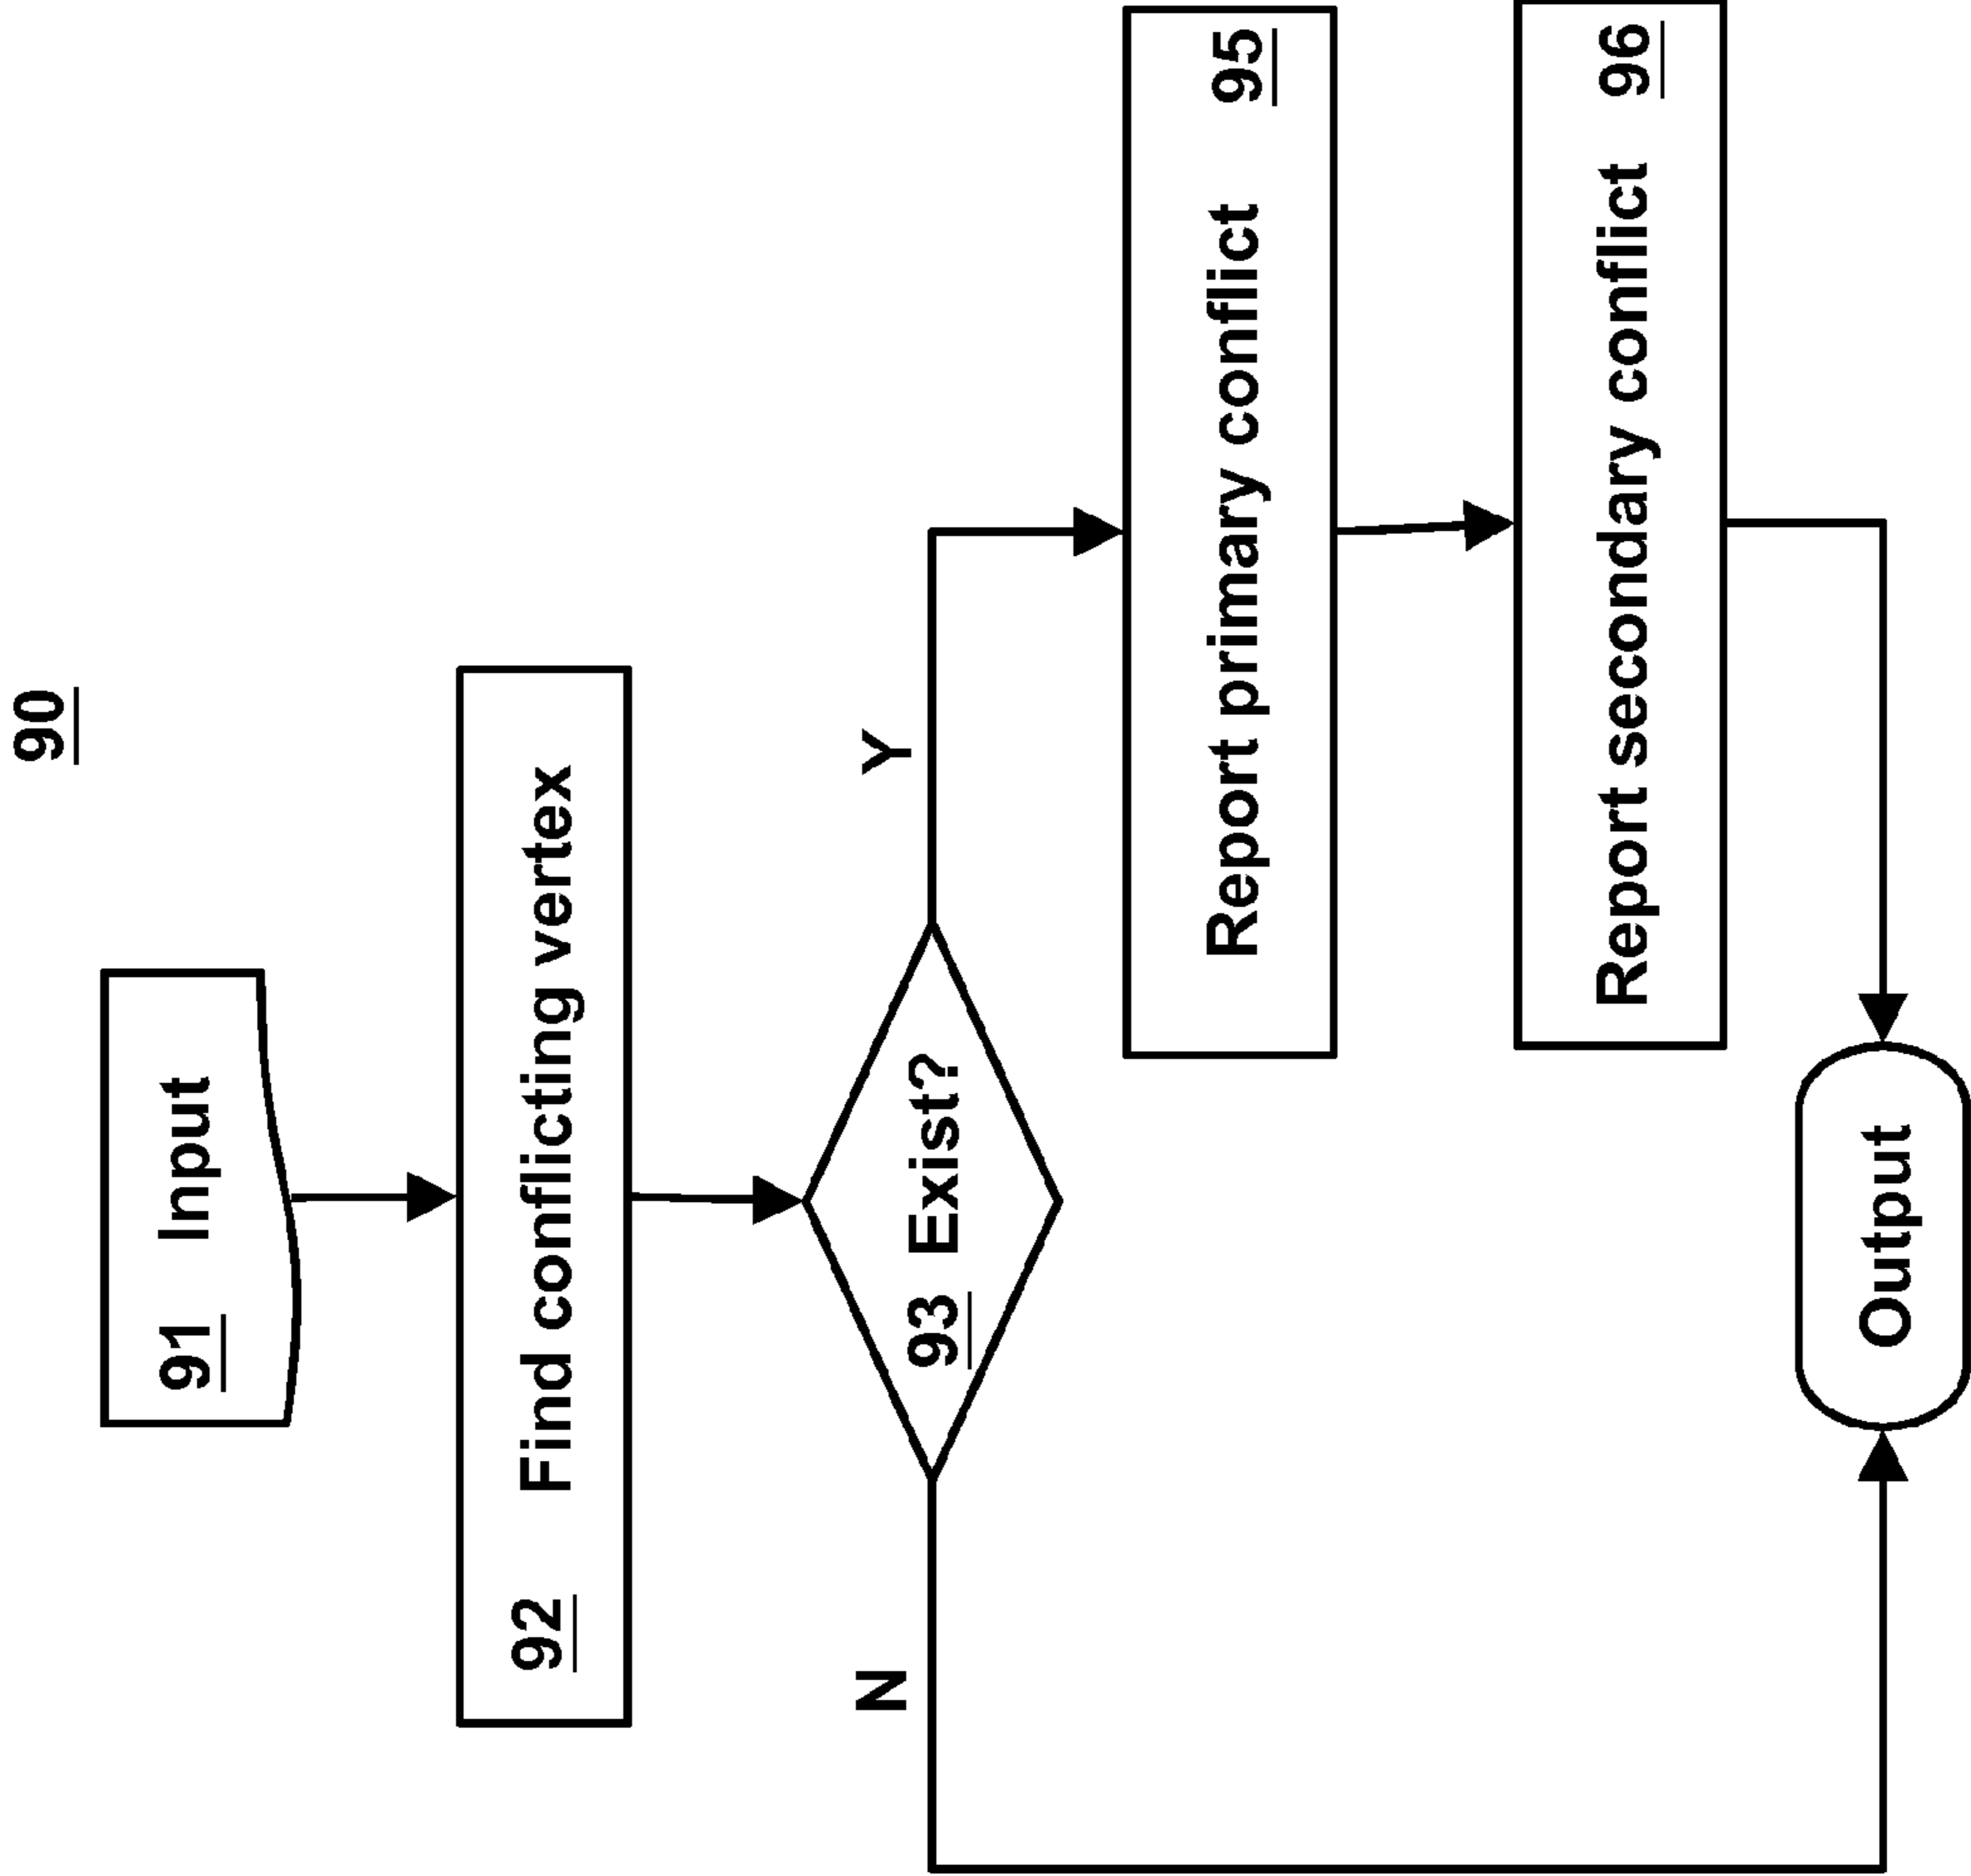 90
91 Input
92 Find conflicting vertex
93 Exist?
N
Y
Report primary conflict 95
Report secondary conflict 96
Output